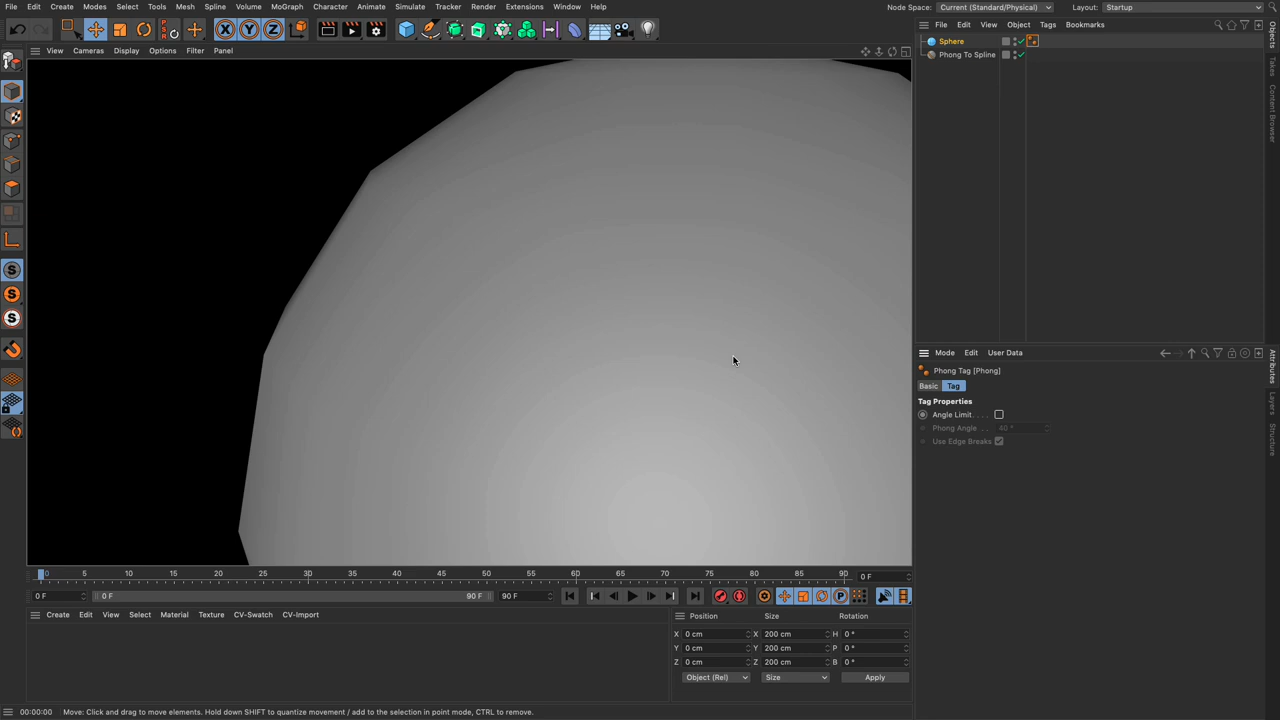 File Edit Create Modes Select Tools Mesh Spline Volume MoGraph Character Animate Simulate Tracker Render Extensions Window Help Node Space: Current (Standard/Physical) Layout: Startup
File Edit View Object Tags Bookmarks
View Cameras Display Options Filter Panel
Sphere
Phong To Spline
Objects
Takes
Content Browser
Mode Edit User Data
Phong Tag [Phong]
Basic Tag
Tag Properties
Angle Limit
Phong Angle 40 °
Use Edge Breaks
Attributes
Layers
Structure
0 5 10 15 20 25 30 35 40 45 50 55 60 65 70 75 80 85 90 0 F
0 F 0 F 90 F 90 F
Create Edit View Select Material Texture CV-Swatch CV-Import
Position Size Rotation
X 0 cm X 200 cm H 0 °
Y 0 cm Y 200 cm P 0 °
Z 0 cm Z 200 cm B 0 °
Object (Rel) Size Apply
00:00:00 Move: Click and drag to move elements. Hold down SHIFT to quantize movement / add to the selection in point mode, CTRL to remove.